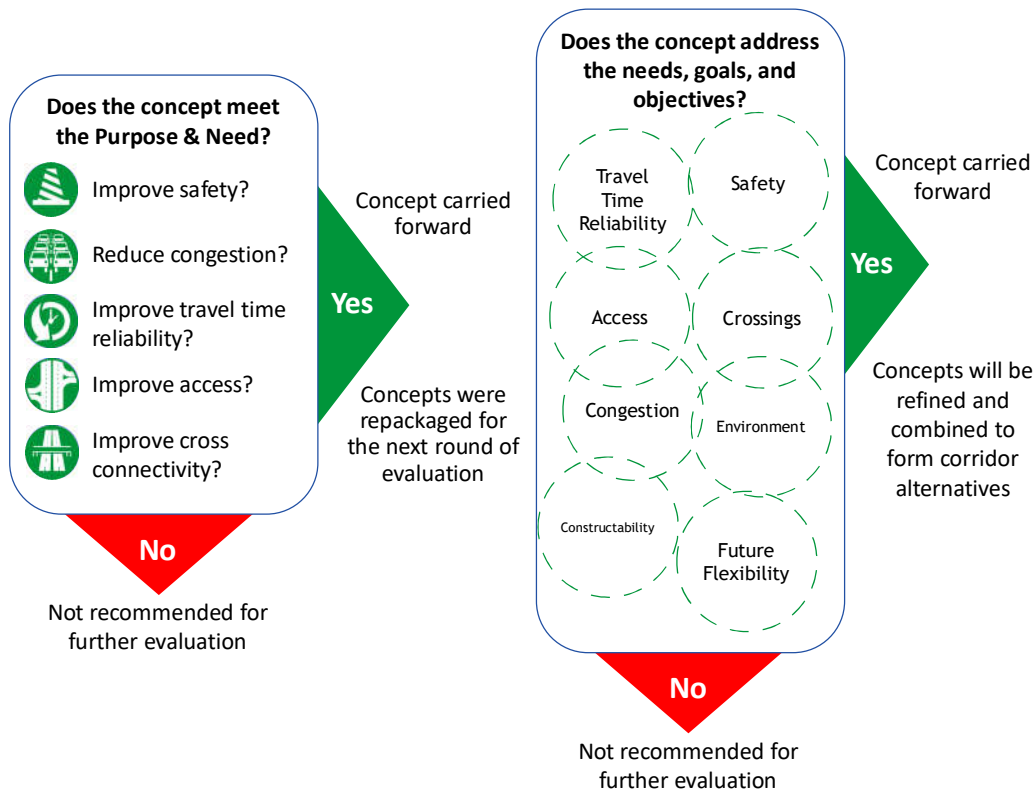 Does the concept meet
the Purpose & Need?
Improve safety?
Reduce congestion?
Improve travel time
reliability?
Improve access?
Improve cross
connectivity?
No
Not recommended for
further evaluation
Yes
Concept carried
forward
Concepts were
repackaged for
the next round of
evaluation
Does the concept address
the needs, goals, and
objectives?
Travel
Time
Reliability
Safety
Access
Crossings
Congestion
Environment
Constructability
Future
Flexibility
No
Not recommended for
further evaluation
Yes
Concept carried
forward
Concepts will be
refined and
combined to
form corridor
alternatives